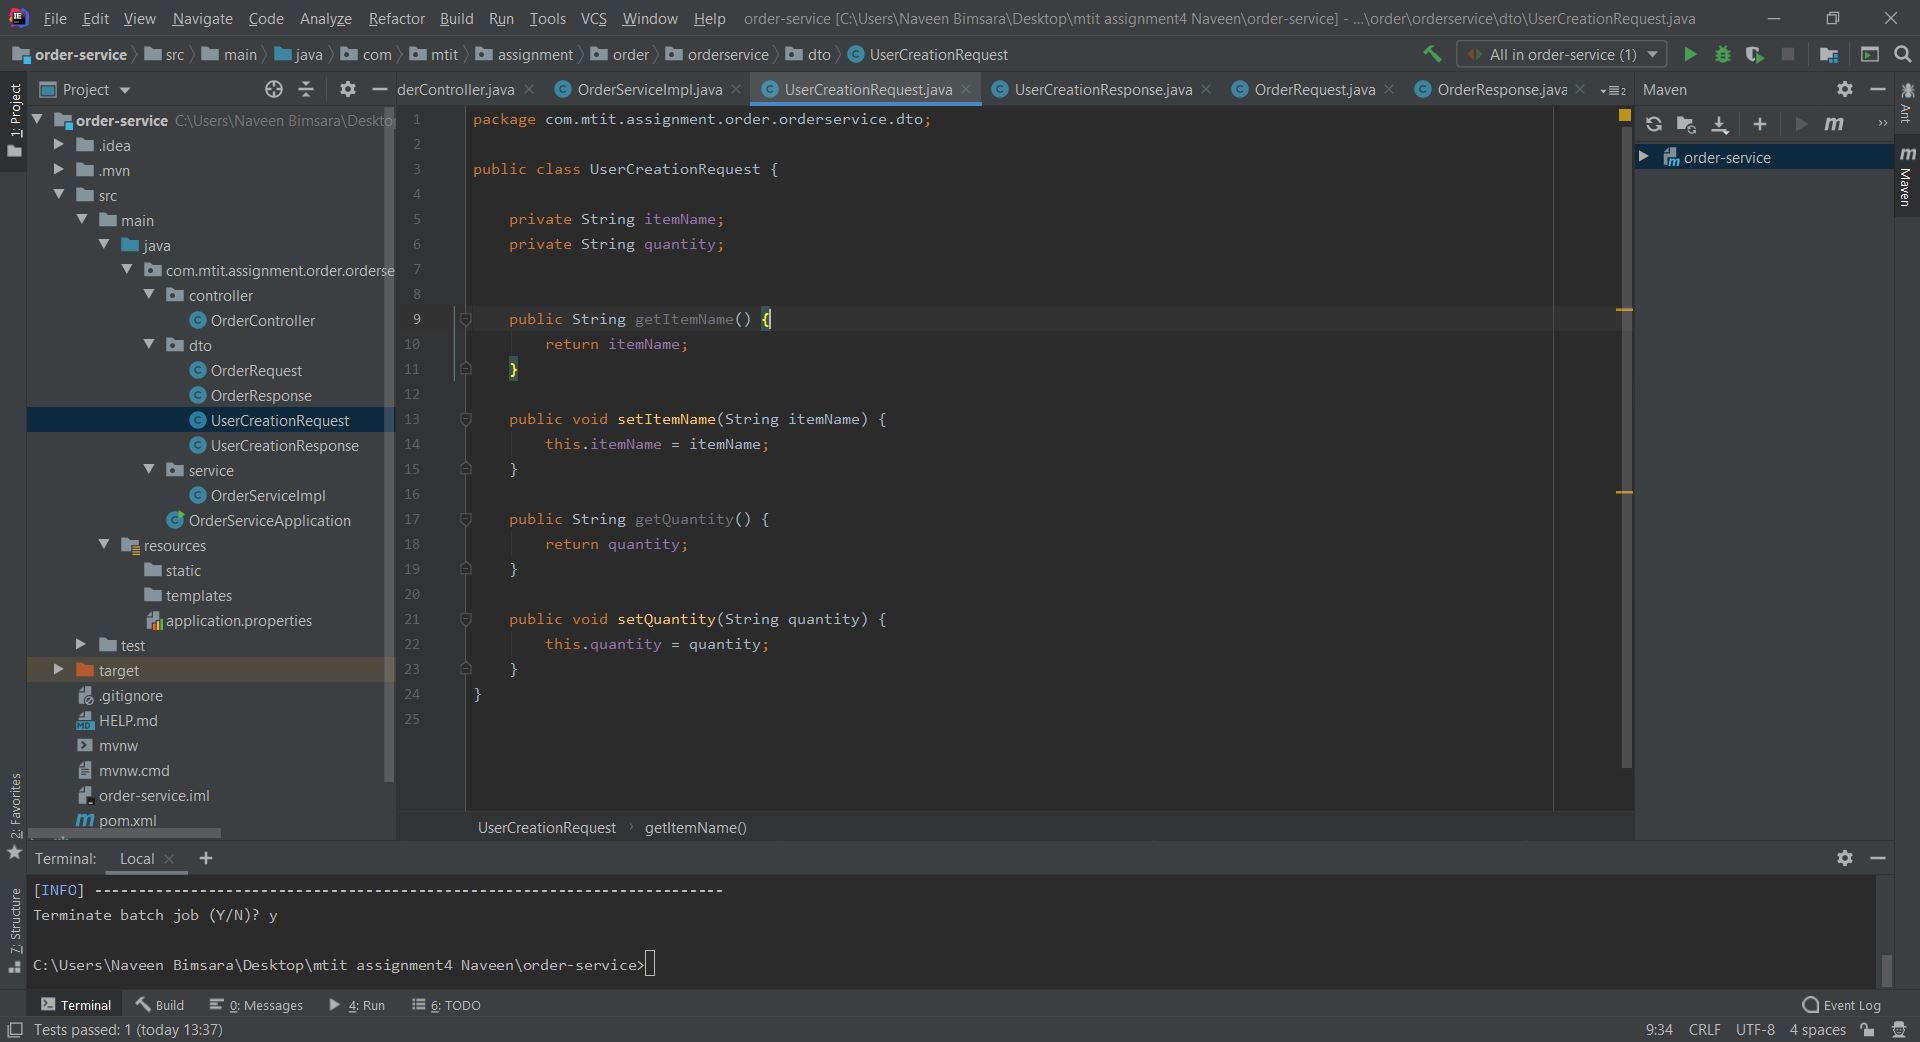 File Edit View Navigate Code Analyze Refactor Build Run Tools VCS Window Help order-service [C:\Users\Naveen Bimsara\Desktop\mtit assignment4 Naveen\order-service] - ...\order\orderservice\dto\UserCreationRequest.java
order-service src main java com mtit assignment order orderservice dto UserCreationRequest All in order-service (1)
1: Project
Project
derController.java OrderServiceImpl.java UserCreationRequest.java UserCreationResponse.java OrderRequest.java OrderResponse.java
Maven
order-service C:\Users\Naveen Bimsara\Desktop
.idea
.mvn
src
main
java
com.mtit.assignment.order.orderse
controller
OrderController
dto
OrderRequest
OrderResponse
UserCreationRequest
UserCreationResponse
service
OrderServiceImpl
OrderServiceApplication
resources
static
templates
application.properties
test
target
.gitignore
HELP.md
mvnw
mvnw.cmd
order-service.iml
pom.xml
1 package com.mtit.assignment.order.orderservice.dto;
2
3 public class UserCreationRequest {
4
5 private String itemName;
6 private String quantity;
7
8
9 public String getItemName() {
10 return itemName;
11 }
12
13 public void setItemName(String itemName) {
14 this.itemName = itemName;
15 }
16
17 public String getQuantity() {
18 return quantity;
19 }
20
21 public void setQuantity(String quantity) {
22 this.quantity = quantity;
23 }
24 }
25
UserCreationRequest getItemName()
order-service
Ant
Maven
2: Favorites
7: Structure
Terminal: Local
[INFO] ------------------------------------------------------------------------
Terminate batch job (Y/N)? y
C:\Users\Naveen Bimsara\Desktop\mtit assignment4 Naveen\order-service>
Terminal Build 0: Messages 4: Run 6: TODO Event Log
Tests passed: 1 (today 13:37) 9:34 CRLF UTF-8 4 spaces